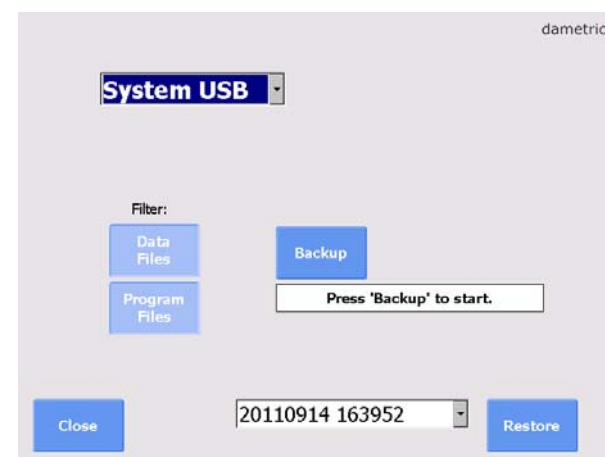 dametric
System USB
Filter:
Data
Files
Backup
Program
Files
Press 'Backup' to start.
Close
20110914 163952
Restore